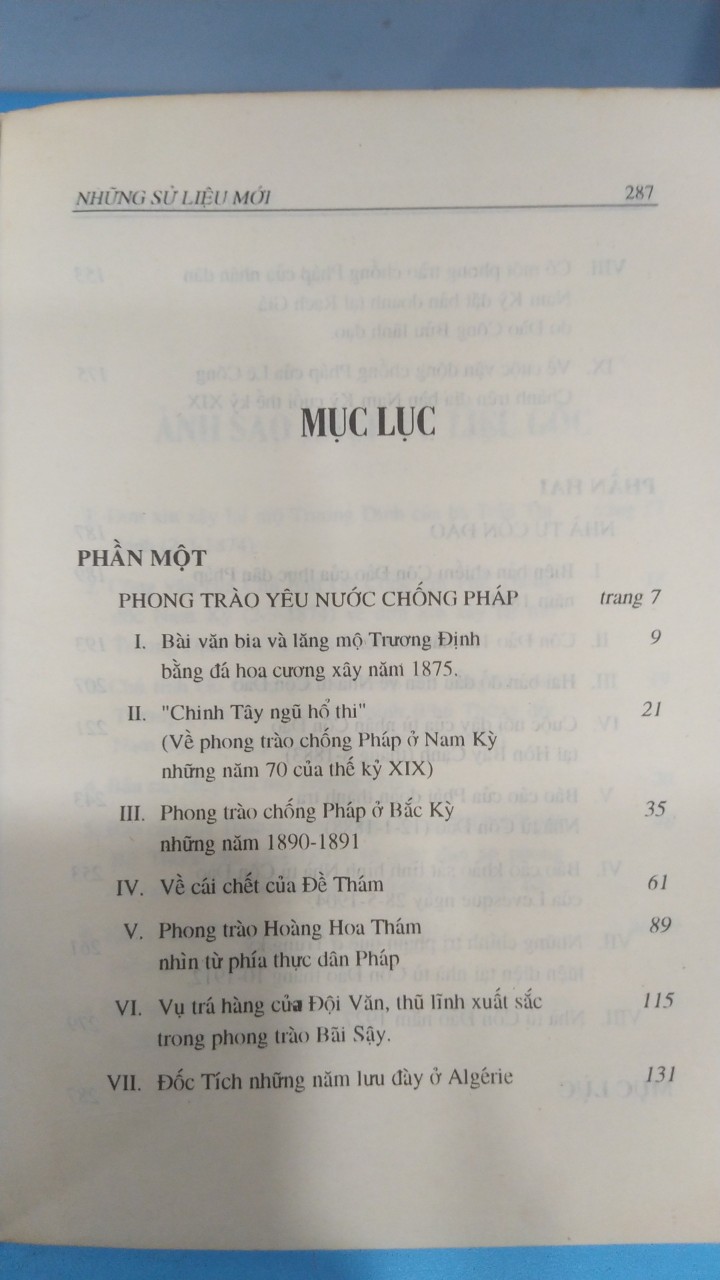 NHỮNG SỬ LIỆU MỚI 287
MỤC LỤC
PHẦN MỘT
PHONG TRÀO YÊU NƯỚC CHỐNG PHÁP trang 7
I. Bài văn bia và lăng mộ Trương Định 9
bằng đá hoa cương xây năm 1875.
II. "Chinh Tây ngũ hổ thi" 21
(Về phong trào chống Pháp ở Nam Kỳ
những năm 70 của thế kỷ XIX)
III. Phong trào chống Pháp ở Bắc Kỳ 35
những năm 1890-1891
IV. Về cái chết của Đề Thám 61
V. Phong trào Hoàng Hoa Thám 89
nhìn từ phía thực dân Pháp
VI. Vụ trá hàng của Đội Văn, thũ lĩnh xuất sắc 115
trong phong trào Bãi Sậy.
VII. Đốc Tích những năm lưu đày ở Algérie 131